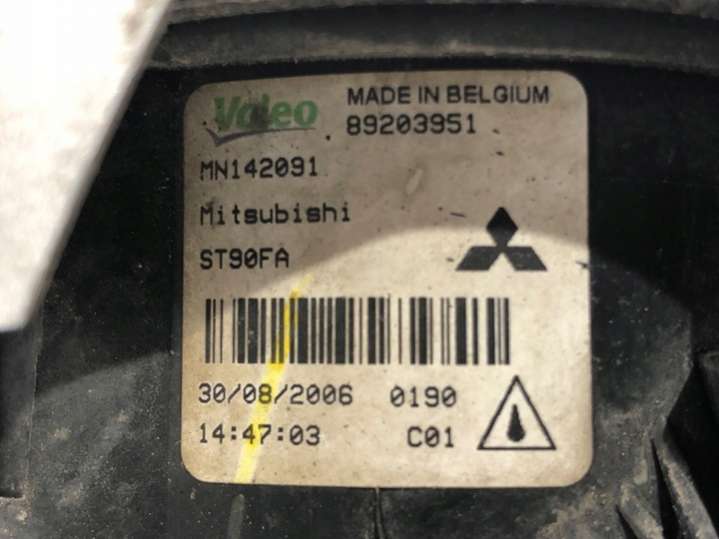 Valeo MADE IN BELGIUM
89203951
MN142091
Mitsubishi
ST90FA
30/08/2006 0190
14:47:03 C01